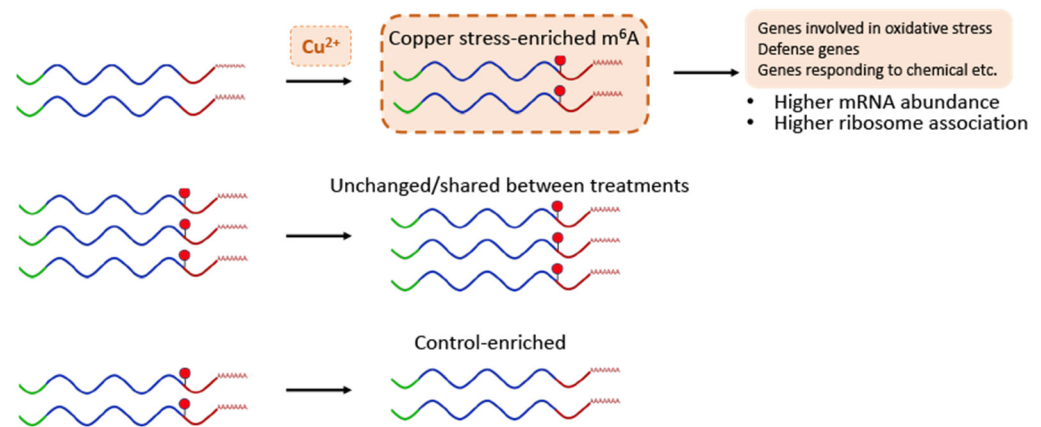 Cu²⁺
Copper stress-enriched m⁶A
Genes involved in oxidative stress
Defense genes
Genes responding to chemical etc.
• Higher mRNA abundance
• Higher ribosome association
Unchanged/shared between treatments
Control-enriched